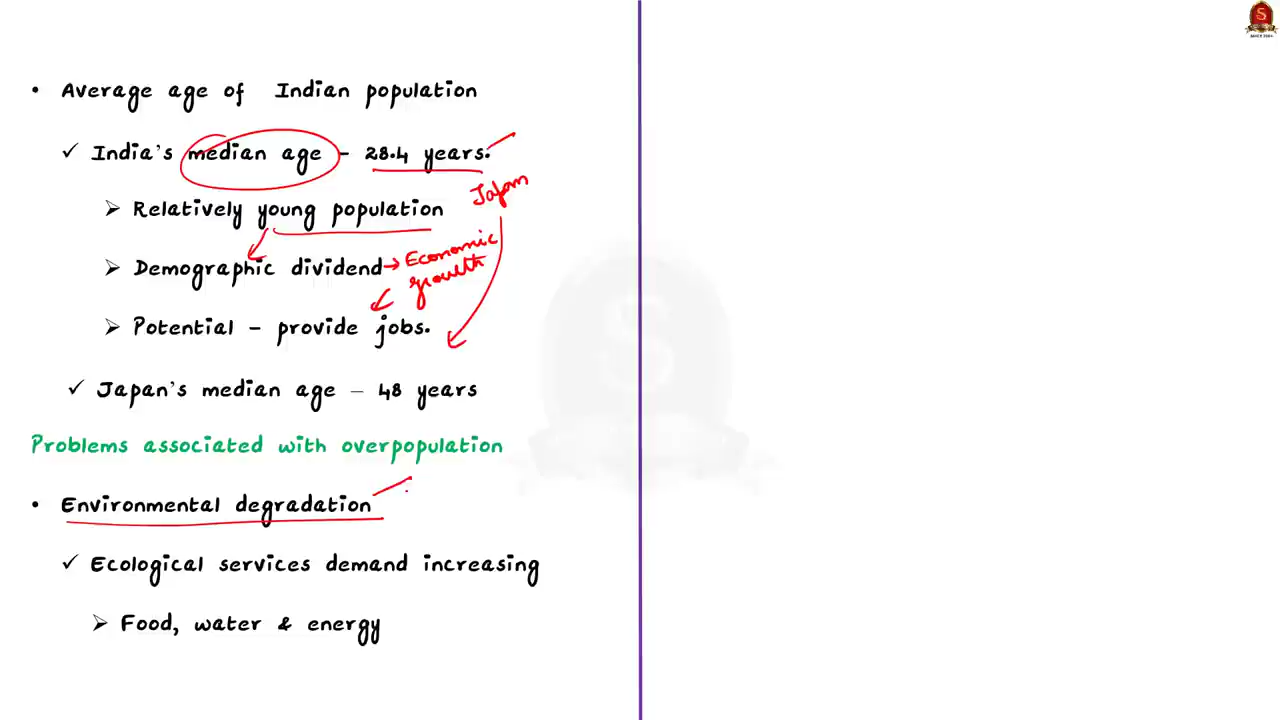 • Average age of Indian population
✓ India's median age - 28.4 years.
Japan
➢ Relatively young population
➢ Demographic dividend → Economic growth
➢ Potential - provide jobs.
✓ Japan's median age – 48 years
Problems associated with overpopulation
• Environmental degradation
✓ Ecological services demand increasing
➢ Food, water & energy
S
SINCE 2004